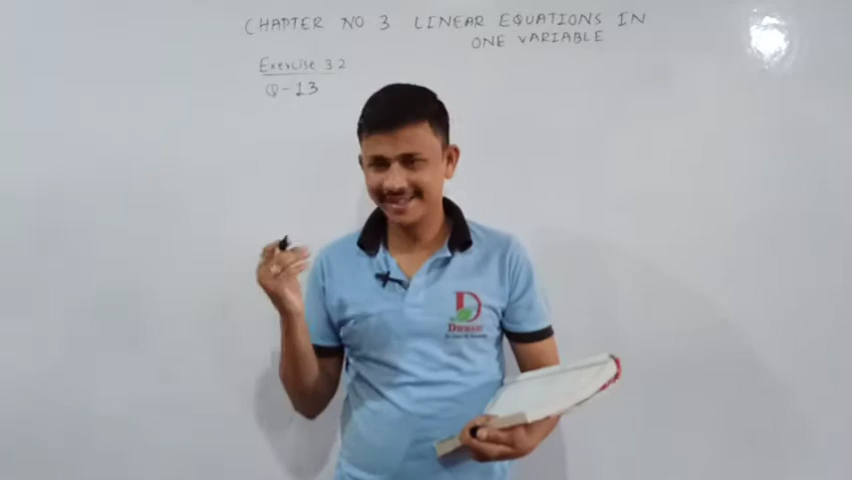 CHAPTER NO 3 LINEAR EQUATIONS IN
ONE VARIABLE
Exercise 3.2
Q-13
D